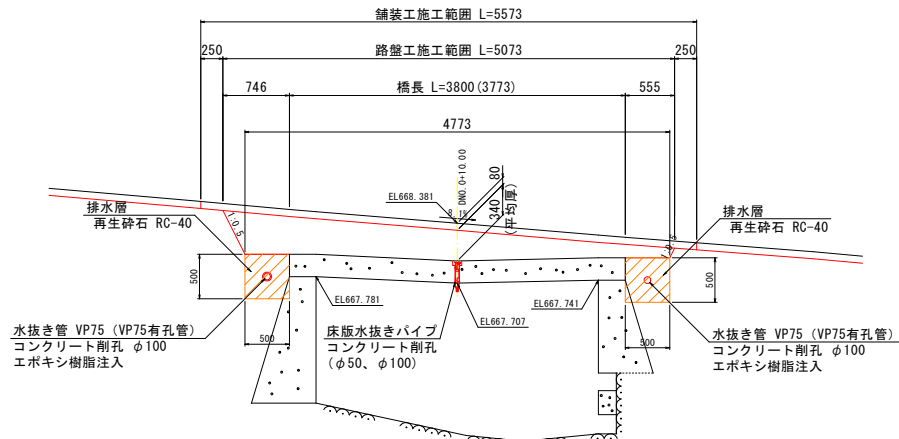 舗装工施工範囲 L=5573
250
路盤工施工範囲 L=5073
250
746
橋長 L=3800(3773)
555
4773
DNO.0+10.00
80
340
(平均厚)
EL668.381
排水層
再生砕石 RC-40
1:0.5
排水層
再生砕石 RC-40
1:0.5
500
500
EL667.781
EL667.741
EL667.707
500
500
水抜き管 VP75 (VP75有孔管)
コンクリート削孔 φ100
エポキシ樹脂注入
床版水抜きパイプ
コンクリート削孔
(φ50、φ100)
水抜き管 VP75 (VP75有孔管)
コンクリート削孔 φ100
エポキシ樹脂注入